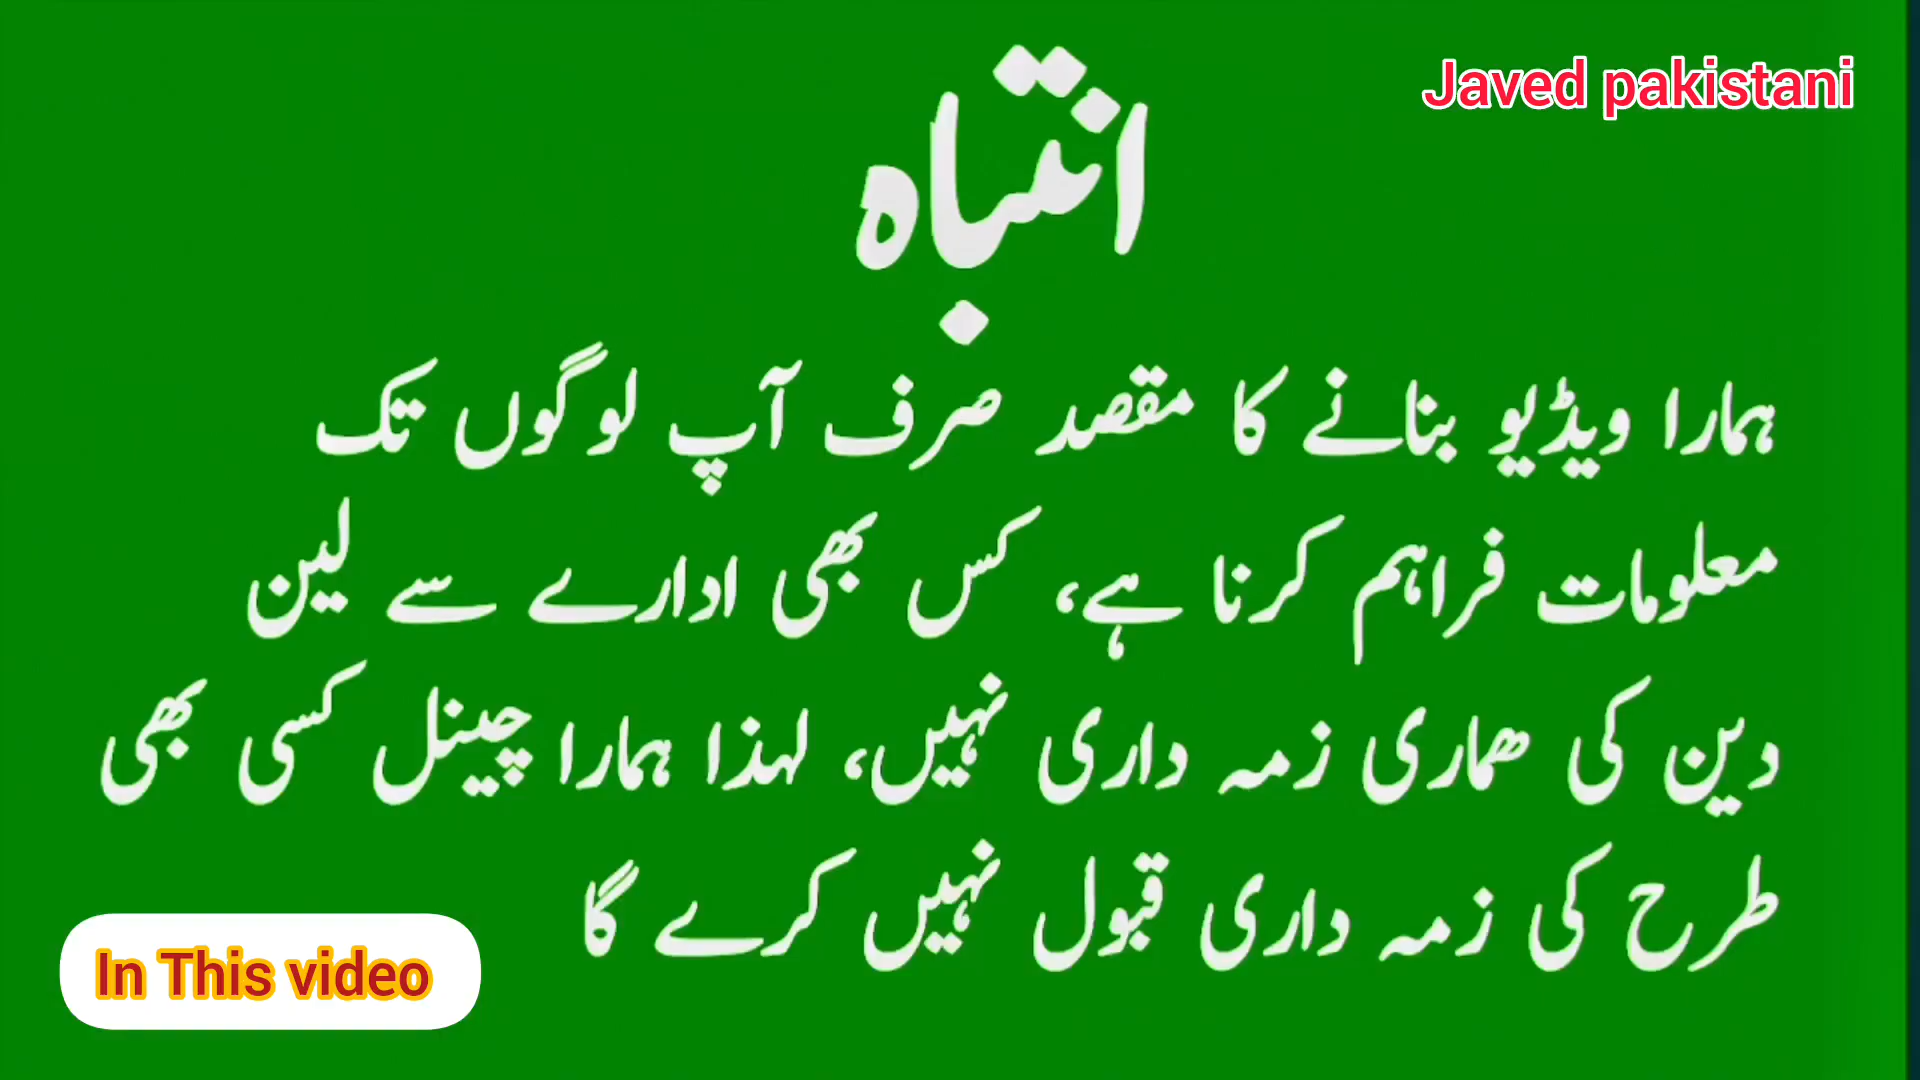 Javed pakistani
انتباہ
ہمارا ویڈیو بنانے کا مقصد صرف آپ لوگوں تک
معلومات فراہم کرنا ہے، کس بھی ادارے سے لین
دین کی ھماری زمہ داری نہیں، لہذا ہمارا چینل کسی بھی
طرح کی زمہ داری قبول نہیں کرے گا
In This video